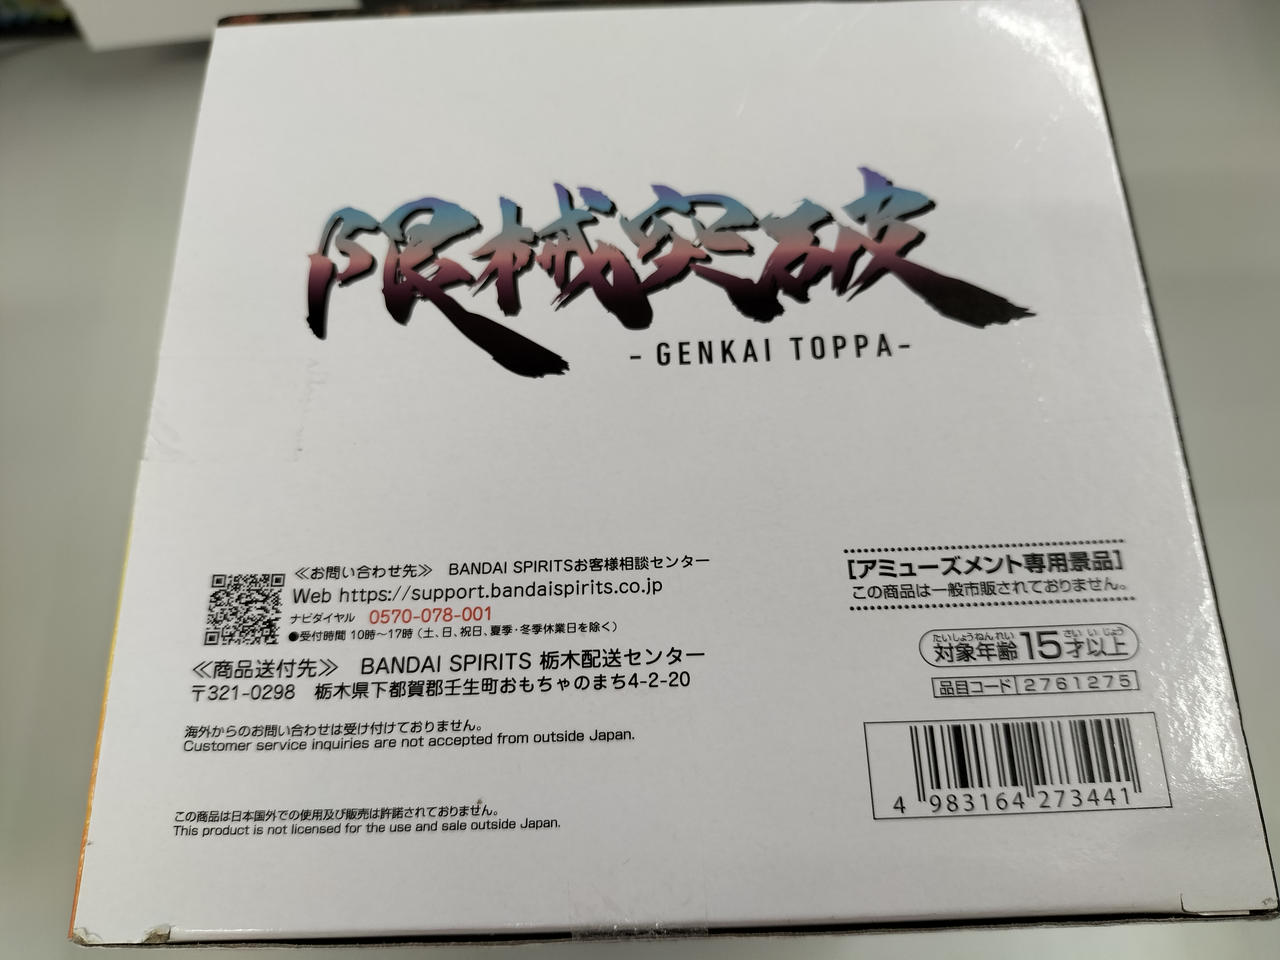 限械突破
- GENKAI TOPPA -
≪お問い合わせ先≫ BANDAI SPIRITSお客様相談センター
Web https://support.bandaispirits.co.jp
ナビダイヤル 0570-078-001
●受付時間 10時～17時（土、日、祝日、夏季・冬季休業日を除く）
≪商品送付先≫ BANDAI SPIRITS 栃木配送センター
〒321-0298 栃木県下都賀郡壬生町おもちゃのまち4-2-20
海外からのお問い合わせは受け付けておりません。
Customer service inquiries are not accepted from outside Japan.
この商品は日本国外での使用及び販売は許諾されておりません。
This product is not licensed for the use and sale outside Japan.
[アミューズメント専用景品]
この商品は一般市販されておりません。
たいしょうねんれい さい いじょう
対象年齢15才以上
品目コード 2761275
4 983164 273441